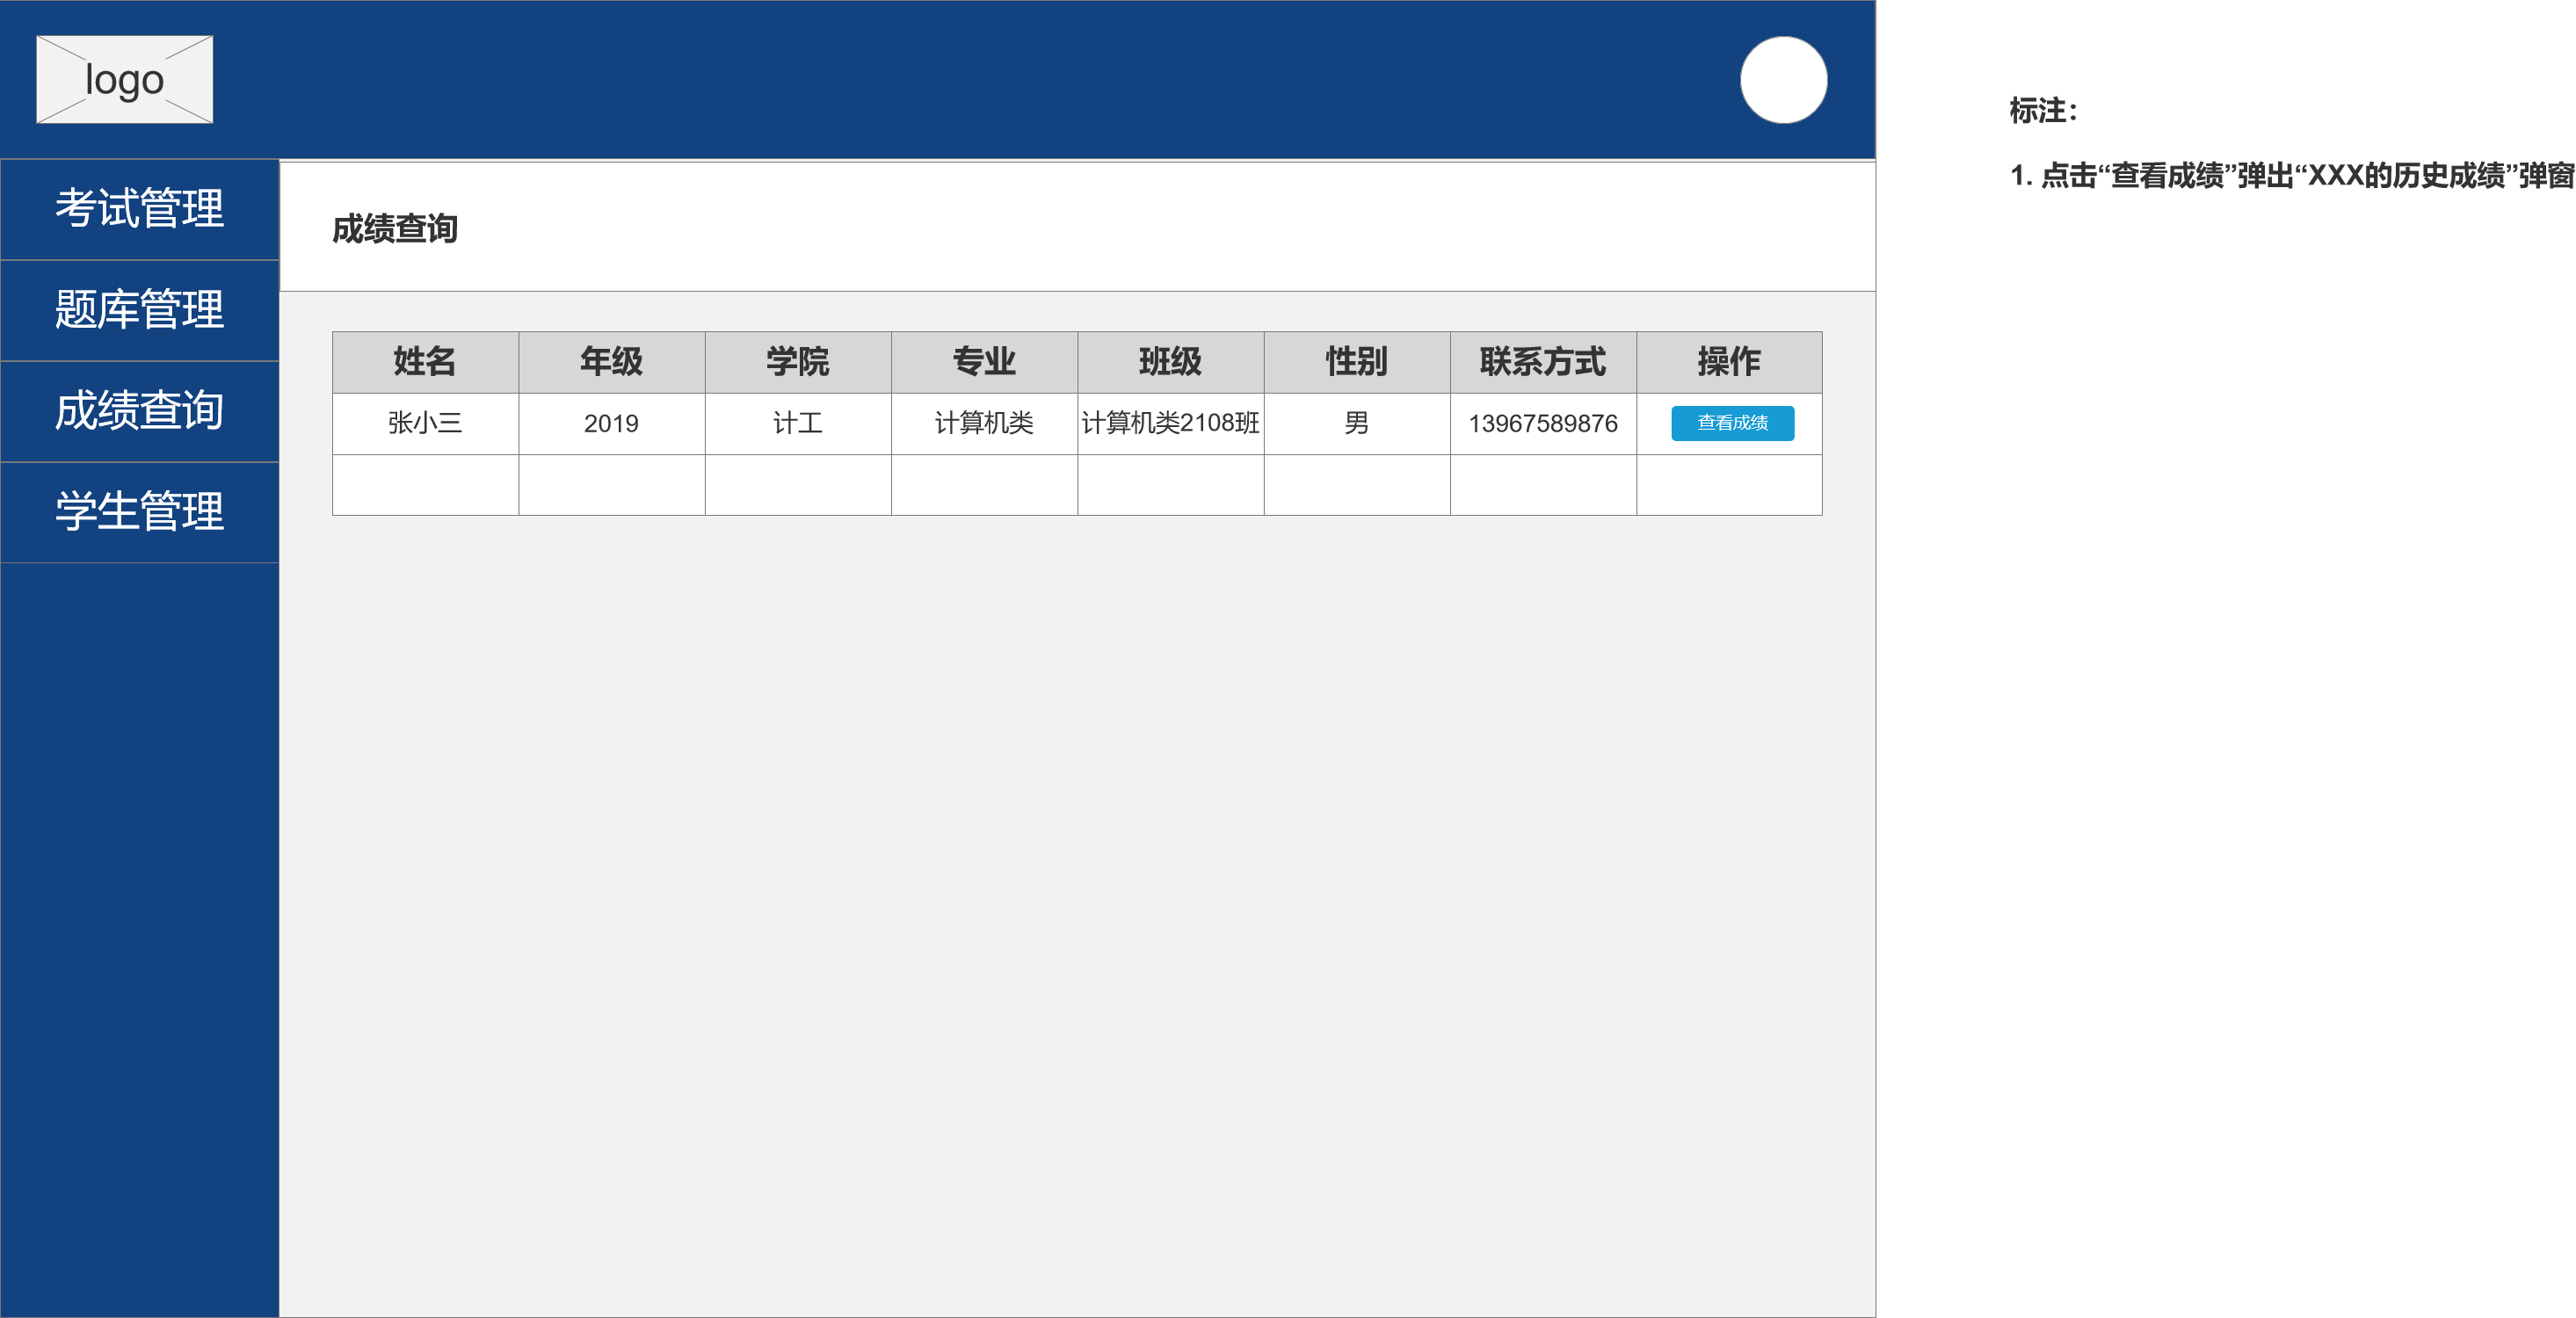 logo
考试管理
题库管理
成绩查询
学生管理
成绩查询
姓名 年级 学院 专业 班级 性别 联系方式 操作
张小三 2019 计工 计算机类 计算机类2108班 男 13967589876 查看成绩
标注：
1. 点击“查看成绩”弹出“XXX的历史成绩”弹窗